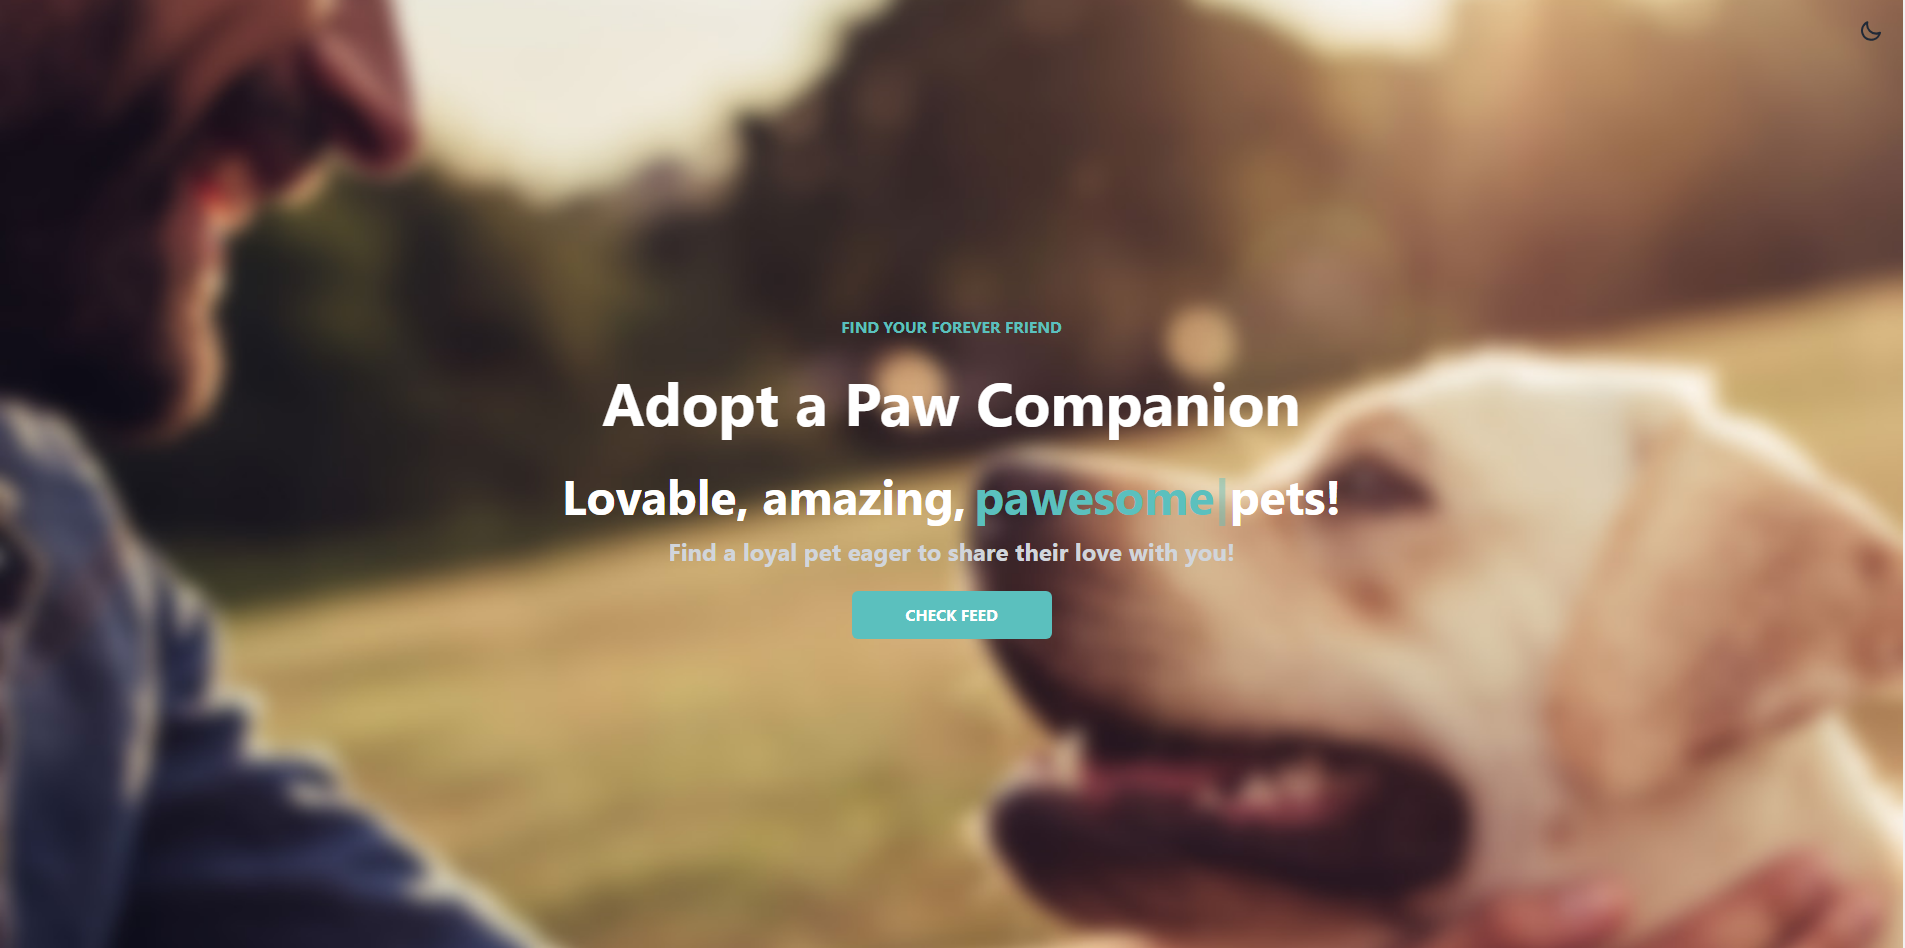 FIND YOUR FOREVER FRIEND
Adopt a Paw Companion
Lovable, amazing, pawesome|pets!
Find a loyal pet eager to share their love with you!
CHECK FEED